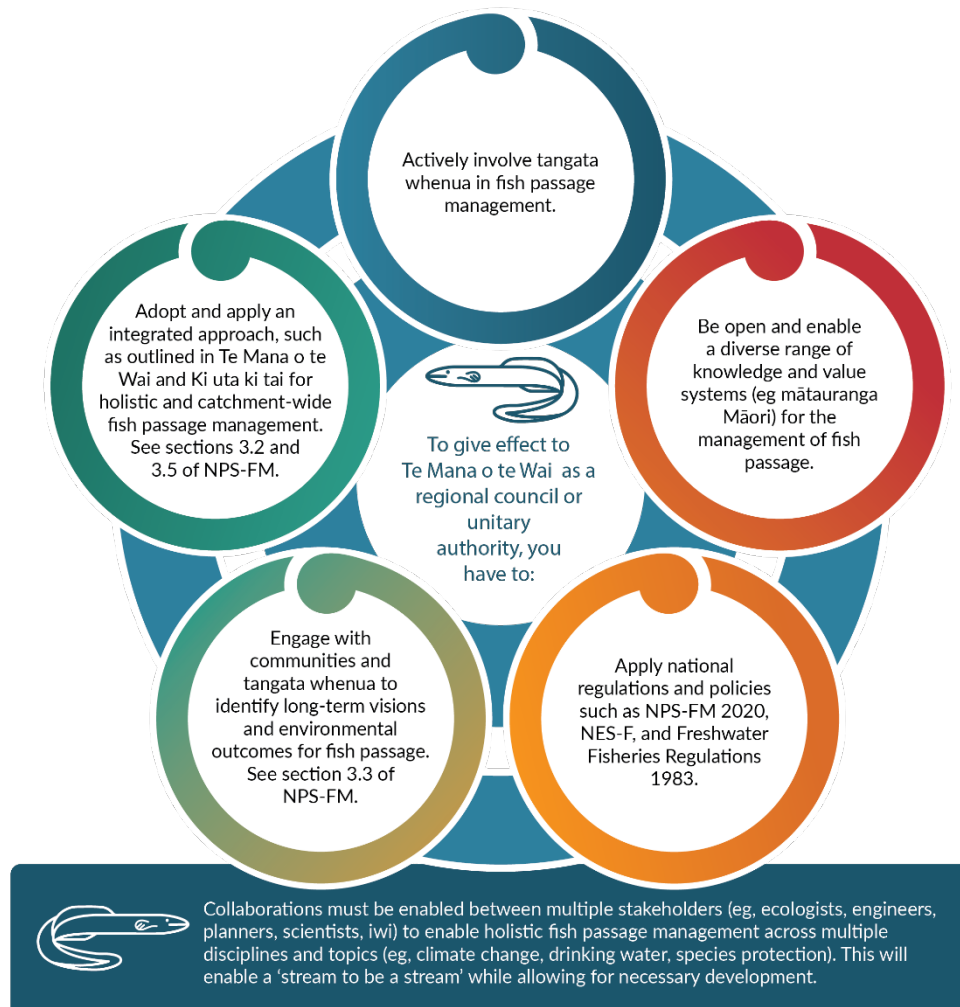 Actively involve tangata
whenua in fish passage
management.
Adopt and apply an
integrated approach, such
as outlined in Te Mana o te
Wai and Ki uta ki tai for
holistic and catchment-wide
fish passage management.
See sections 3.2 and
3.5 of NPS-FM.
Be open and enable
a diverse range of
knowledge and value
systems (eg mātauranga
Māori) for the
management of fish
passage.
To give effect to
Te Mana o te Wai as a
regional council or
unitary
authority, you
have to:
Engage with
communities and
tangata whenua to
identify long-term visions
and environmental
outcomes for fish passage.
See section 3.3 of
NPS-FM.
Apply national
regulations and policies
such as NPS-FM 2020,
NES-F, and Freshwater
Fisheries Regulations
1983.
Collaborations must be enabled between multiple stakeholders (eg, ecologists, engineers,
planners, scientists, iwi) to enable holistic fish passage management across multiple
disciplines and topics (eg, climate change, drinking water, species protection). This will
enable a ‘stream to be a stream’ while allowing for necessary development.